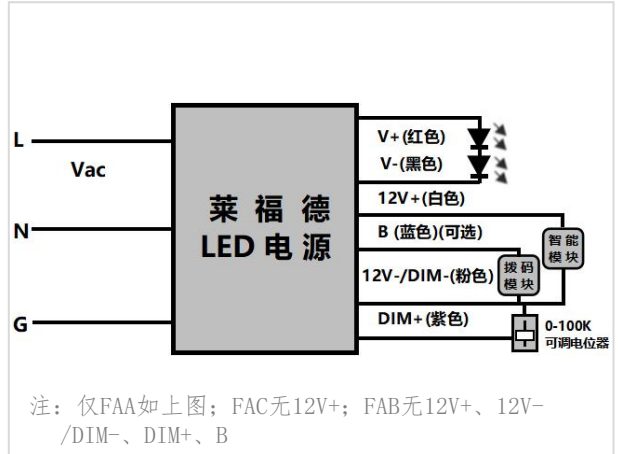 L
Vac
N
G
莱福德
LED 电源
V+(红色)
V-(黑色)
12V+(白色)
B (蓝色)(可选)
12V-/DIM-(粉色)
DIM+(紫色)
智能
模块
拨码
模块
0-100K
可调电位器
注：仅FAA如上图；FAC无12V+；FAB无12V+、12V-
/DIM-、DIM+、B